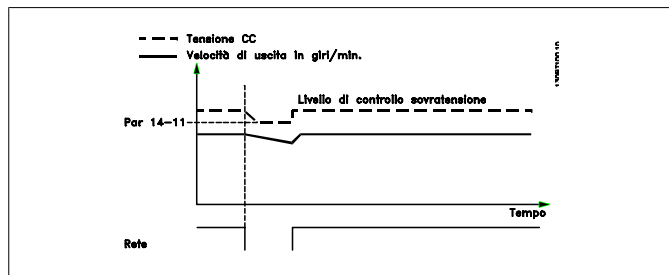 Tensione CC
Velocità di uscita in giri/min.
Livello di controllo sovratensione
Par 14-11
Tempo
Rete